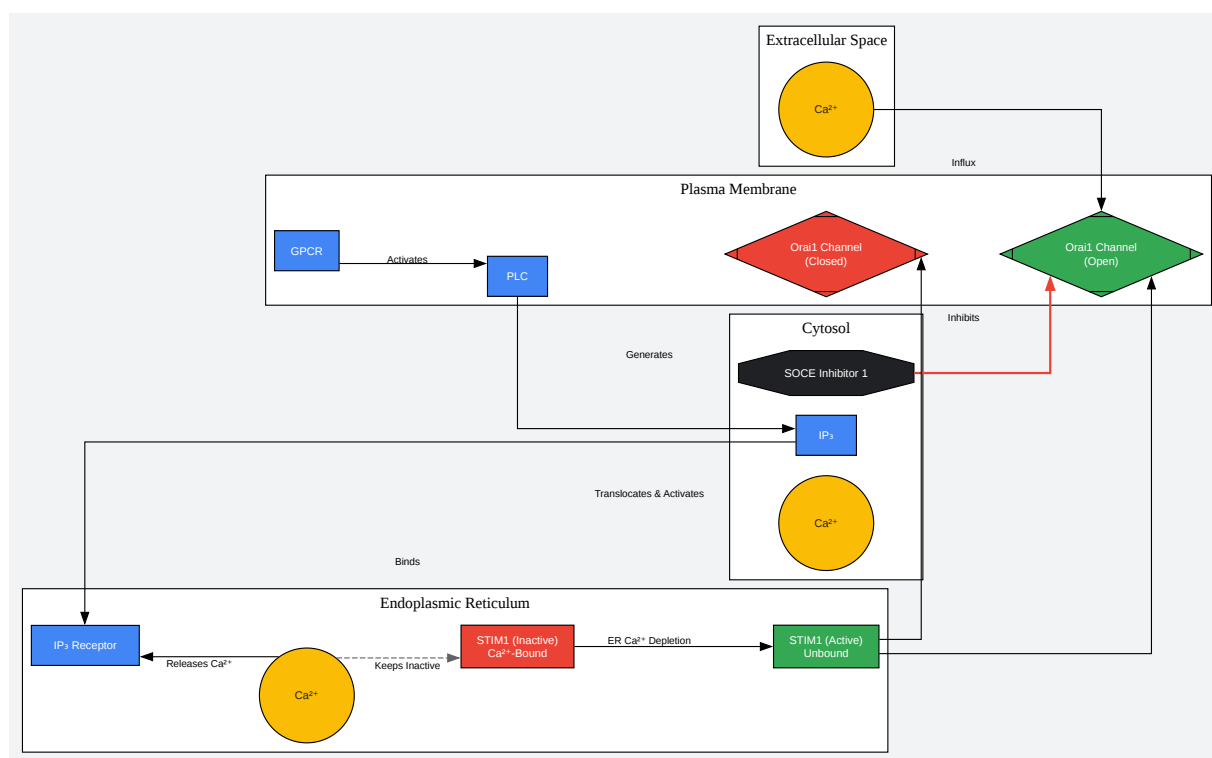 Extracellular Space
Ca²⁺
Influx
Plasma Membrane
GPCR
Activates
PLC
Orai1 Channel
(Closed)
Orai1 Channel
(Open)
Cytosol
Inhibits
Generates
SOCE Inhibitor 1
IP₃
Translocates & Activates
Ca²⁺
Binds
Endoplasmic Reticulum
IP₃ Receptor
Releases Ca²⁺
Ca²⁺
Keeps Inactive
STIM1 (Inactive)
Ca²⁺-Bound
ER Ca²⁺ Depletion
STIM1 (Active)
Unbound